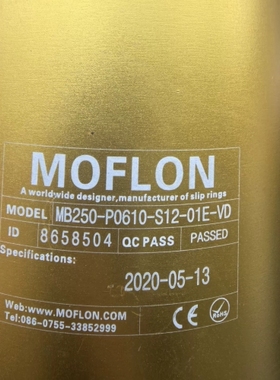 MOFLON
A worldwide designer,manufacturer of slip rings
MODEL MB250-P0610-S12-01E-VD
ID 8658504 QC PASS PASSED
Specifications:
2020-05-13
Web:www.MOFLON.COM
Tel:086-0755-33852999
CE RoHS